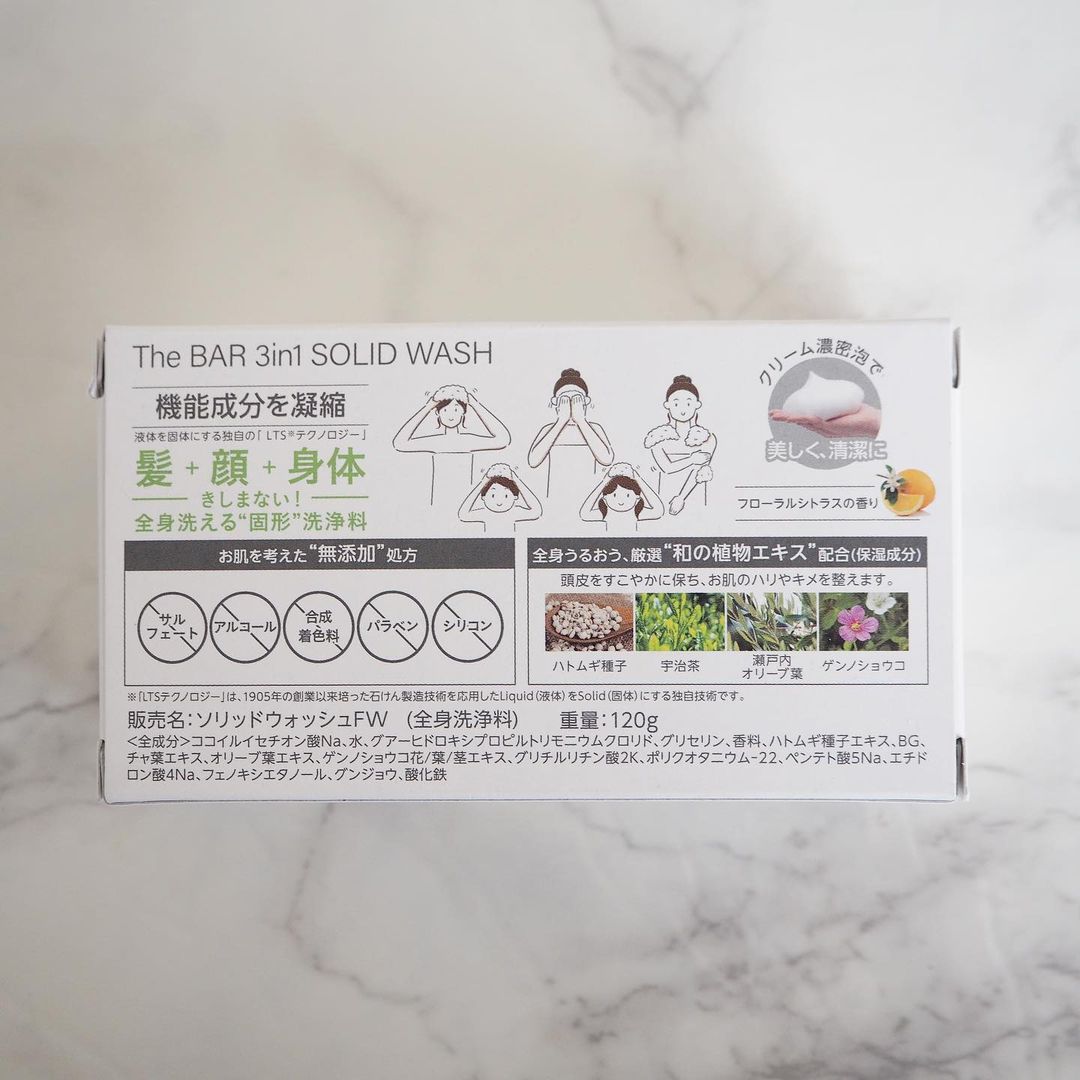 The BAR 3in1 SOLID WASH
機能成分を凝縮
液体を固体にする独自の「LTS※テクノロジー」
髪+顔+身体
きしまない!
全身洗える“固形”洗浄料
クリーム濃密泡で
美しく、清潔に
フローラルシトラスの香り
お肌を考えた“無添加”処方
サル
フェート
アルコール
合成
着色料
パラベン
シリコン
全身うるおう、厳選“和の植物エキス”配合(保湿成分)
頭皮をすこやかに保ち、お肌のハリやキメを整えます。
ハトムギ種子
宇治茶
瀬戸内
オリーブ葉
ゲンノショウコ
※「LTSテクノロジー」は、1905年の創業以来培った石けん製造技術を応用したLiquid(液体)をSolid(固体)にする独自技術です。
販売名:ソリッドウォッシュFW (全身洗浄料) 重量:120g
<全成分>ココイルイセチオン酸Na、水、グアーヒドロキシプロピルトリモニウムクロリド、グリセリン、香料、ハトムギ種子エキス、BG、
チャ葉エキス、オリーブ葉エキス、ゲンノショウコ花/葉/茎エキス、グリチルリチン酸2K、ポリクオタニウム-22、ペンテト酸5Na、エチド
ロン酸4Na、フェノキシエタノール、グンジョウ、酸化鉄